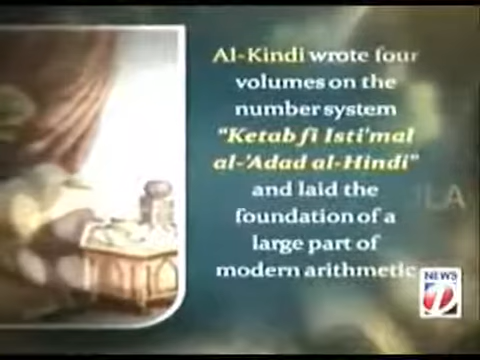 Al-Kindi wrote four
volumes on the
number system
"Ketab fi Isti'mal
al-'Adad al-Hindi"
and laid the
foundation of a
large part of
modern arithmetic
NEWS